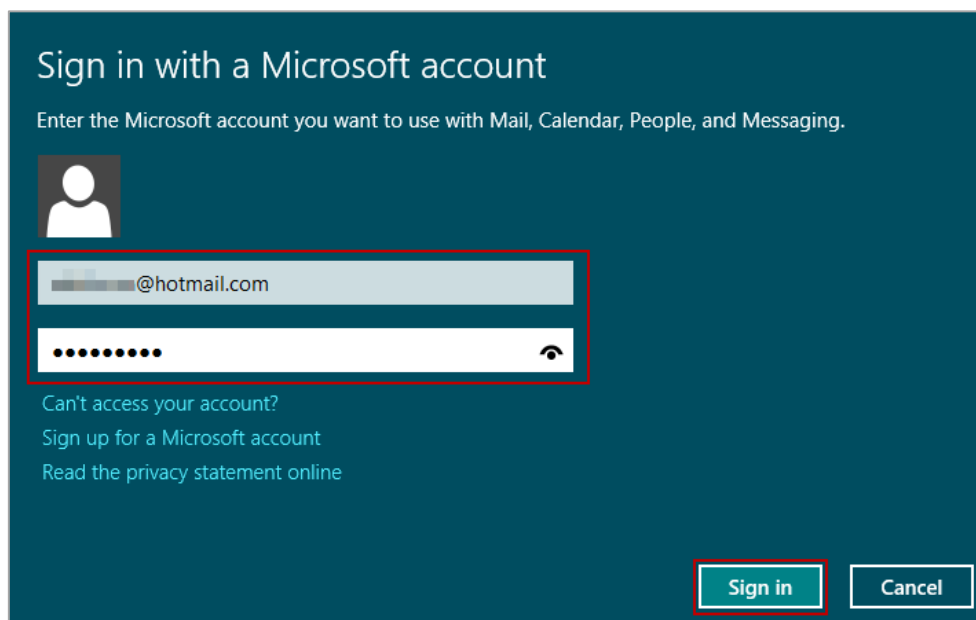 Sign in with a Microsoft account
Enter the Microsoft account you want to use with Mail, Calendar, People, and Messaging.
@hotmail.com
•••••••••
Can't access your account?
Sign up for a Microsoft account
Read the privacy statement online
Sign in Cancel